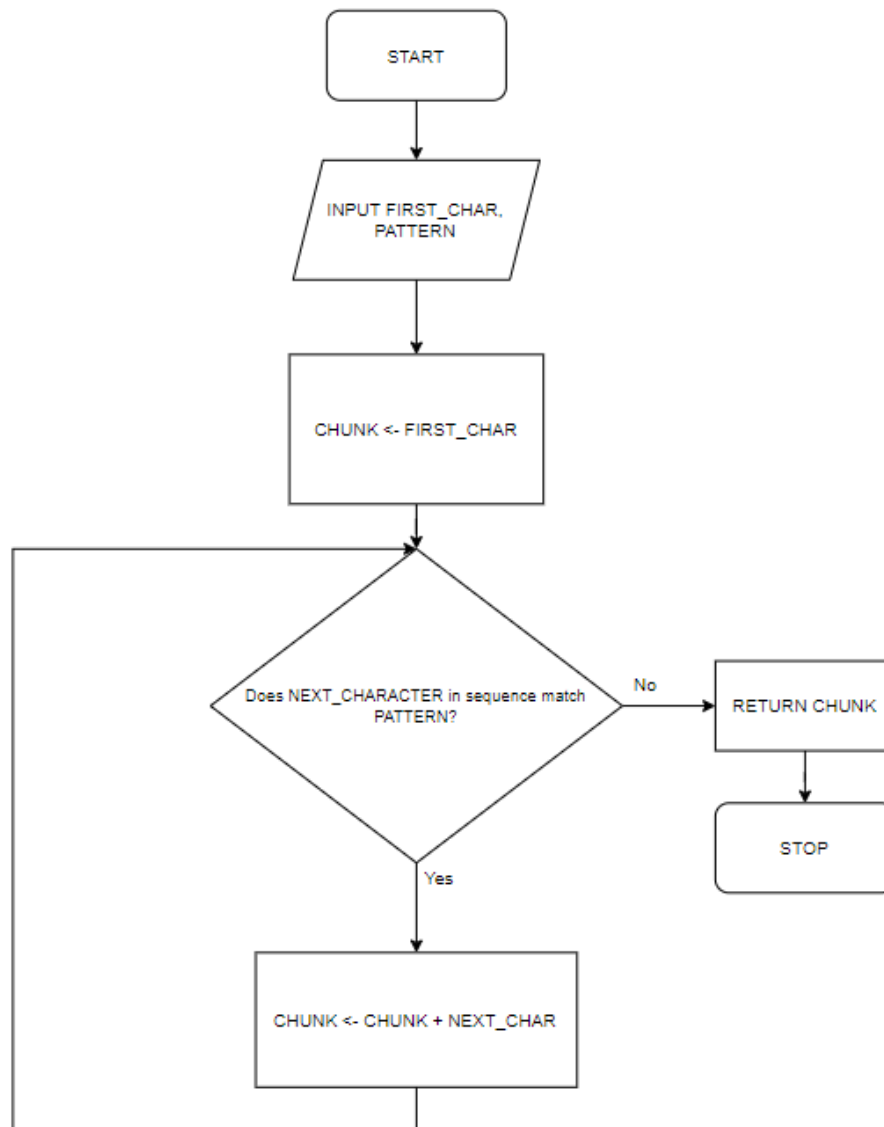 START
INPUT FIRST_CHAR,
PATTERN
CHUNK <- FIRST_CHAR
Does NEXT_CHARACTER in sequence match
PATTERN?
No
RETURN CHUNK
STOP
Yes
CHUNK <- CHUNK + NEXT_CHAR